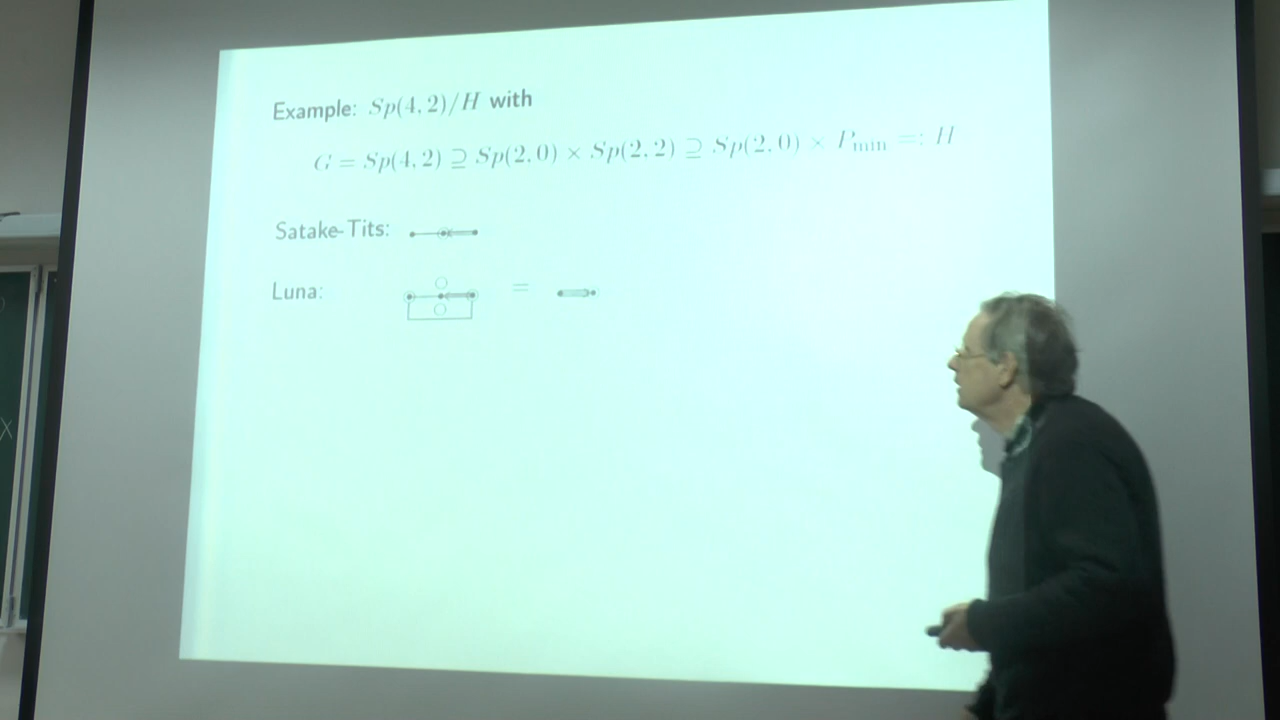 Example: Sp(4, 2)/H with
G = Sp(4, 2) ⊇ Sp(2, 0) × Sp(2, 2) ⊇ Sp(2, 0) × P_min =: H
Satake-Tits:
Luna: =
X